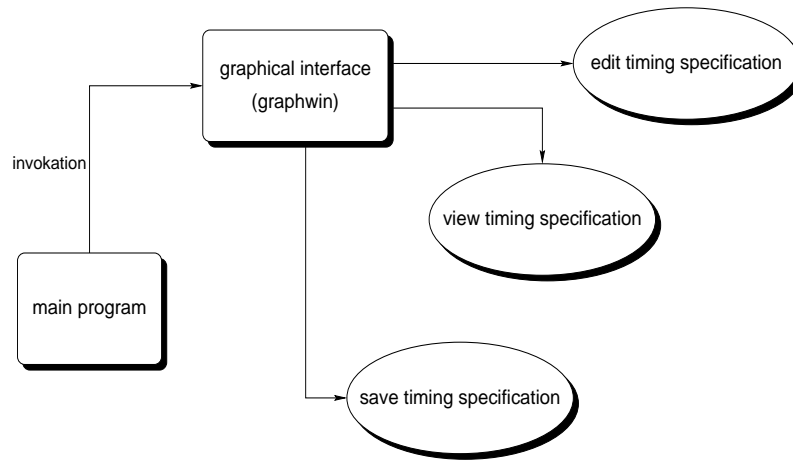 graphical interface
(graphwin)
edit timing specification
invokation
view timing specification
main program
save timing specification